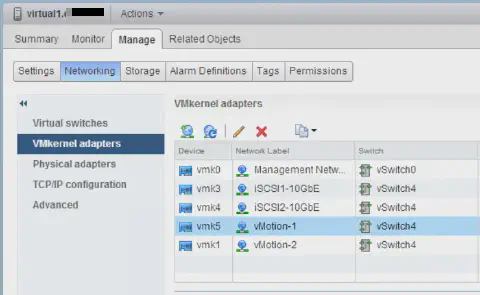 virtual1. Actions
Summary Monitor Manage Related Objects
Settings Networking Storage Alarm Definitions Tags Permissions
Virtual switches
VMkernel adapters
Physical adapters
TCP/IP configuration
Advanced
VMkernel adapters
Device Network Label Switch
vmk0 Management Netw... vSwitch0
vmk3 iSCSI1-10GbE vSwitch4
vmk4 iSCSI2-10GbE vSwitch4
vmk5 vMotion-1 vSwitch4
vmk1 vMotion-2 vSwitch4